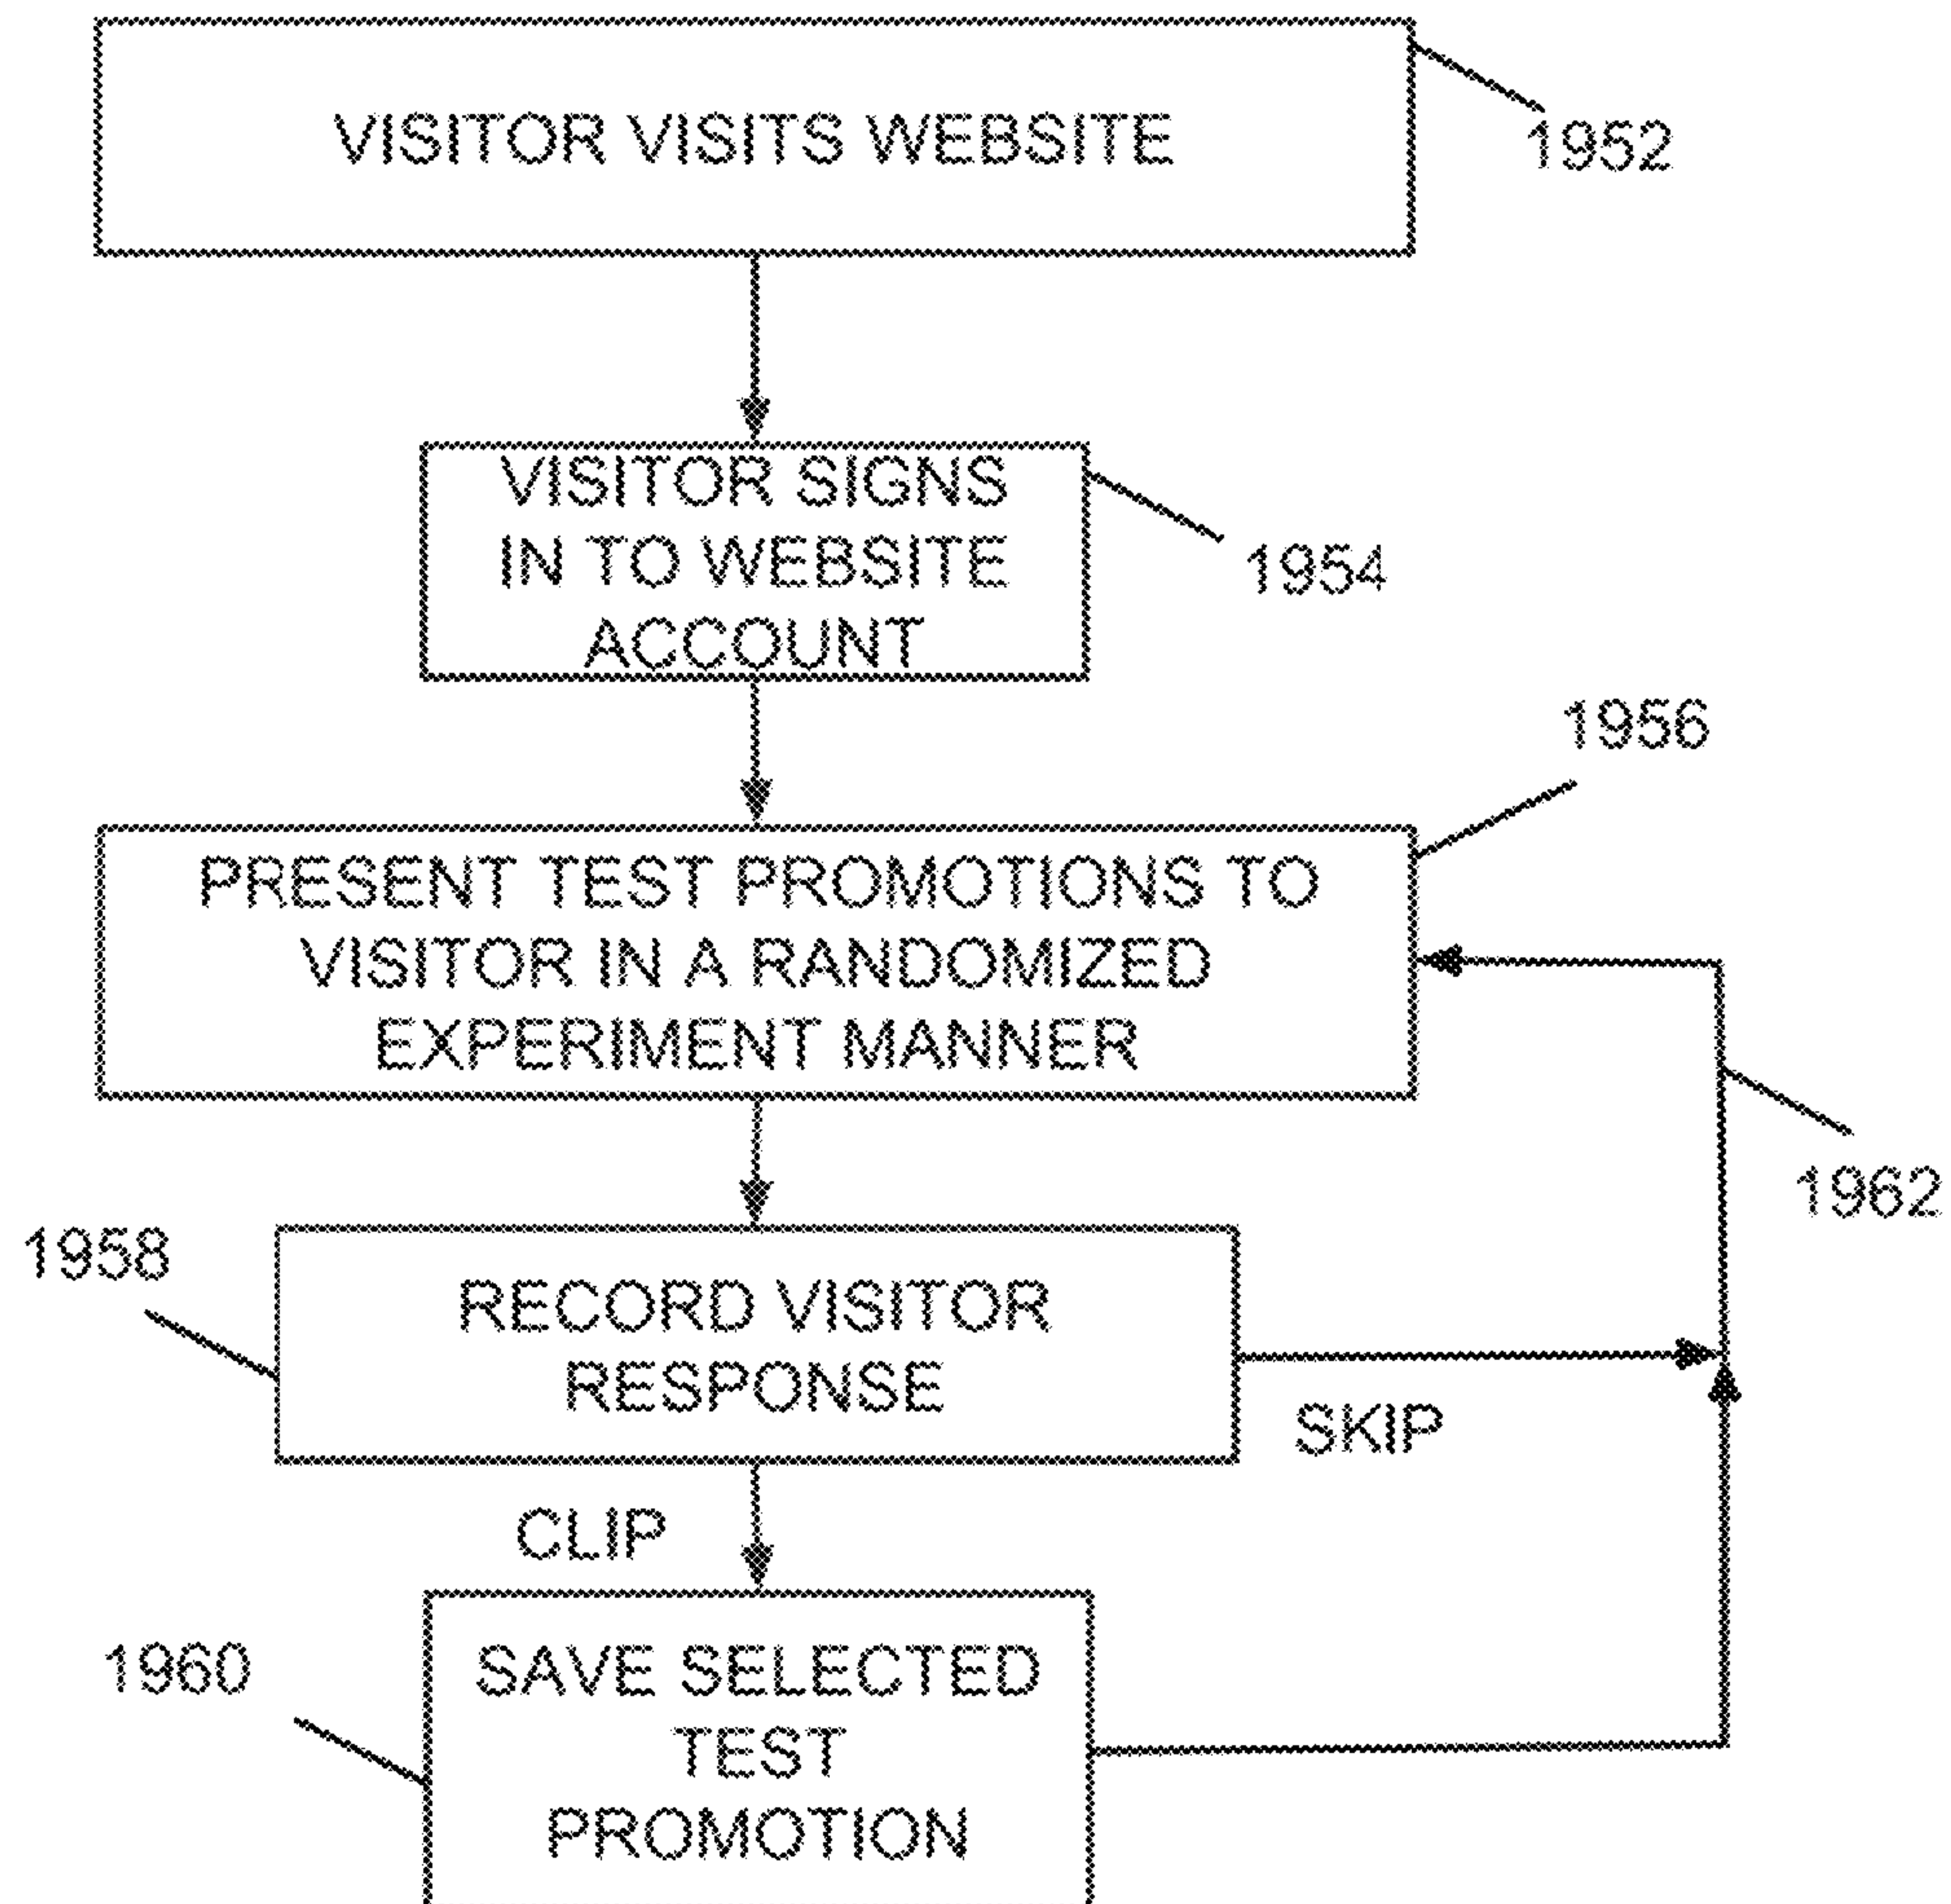 VISITOR VISITS WEBSITE
1952
VISITOR SIGNS
IN TO WEBSITE
ACCOUNT
1954
1956
PRESENT TEST PROMOTIONS TO
VISITOR IN A RANDOMIZED
EXPERIMENT MANNER
1962
1958
RECORD VISITOR
RESPONSE
SKIP
CLIP
1960
SAVE SELECTED
TEST
PROMOTION